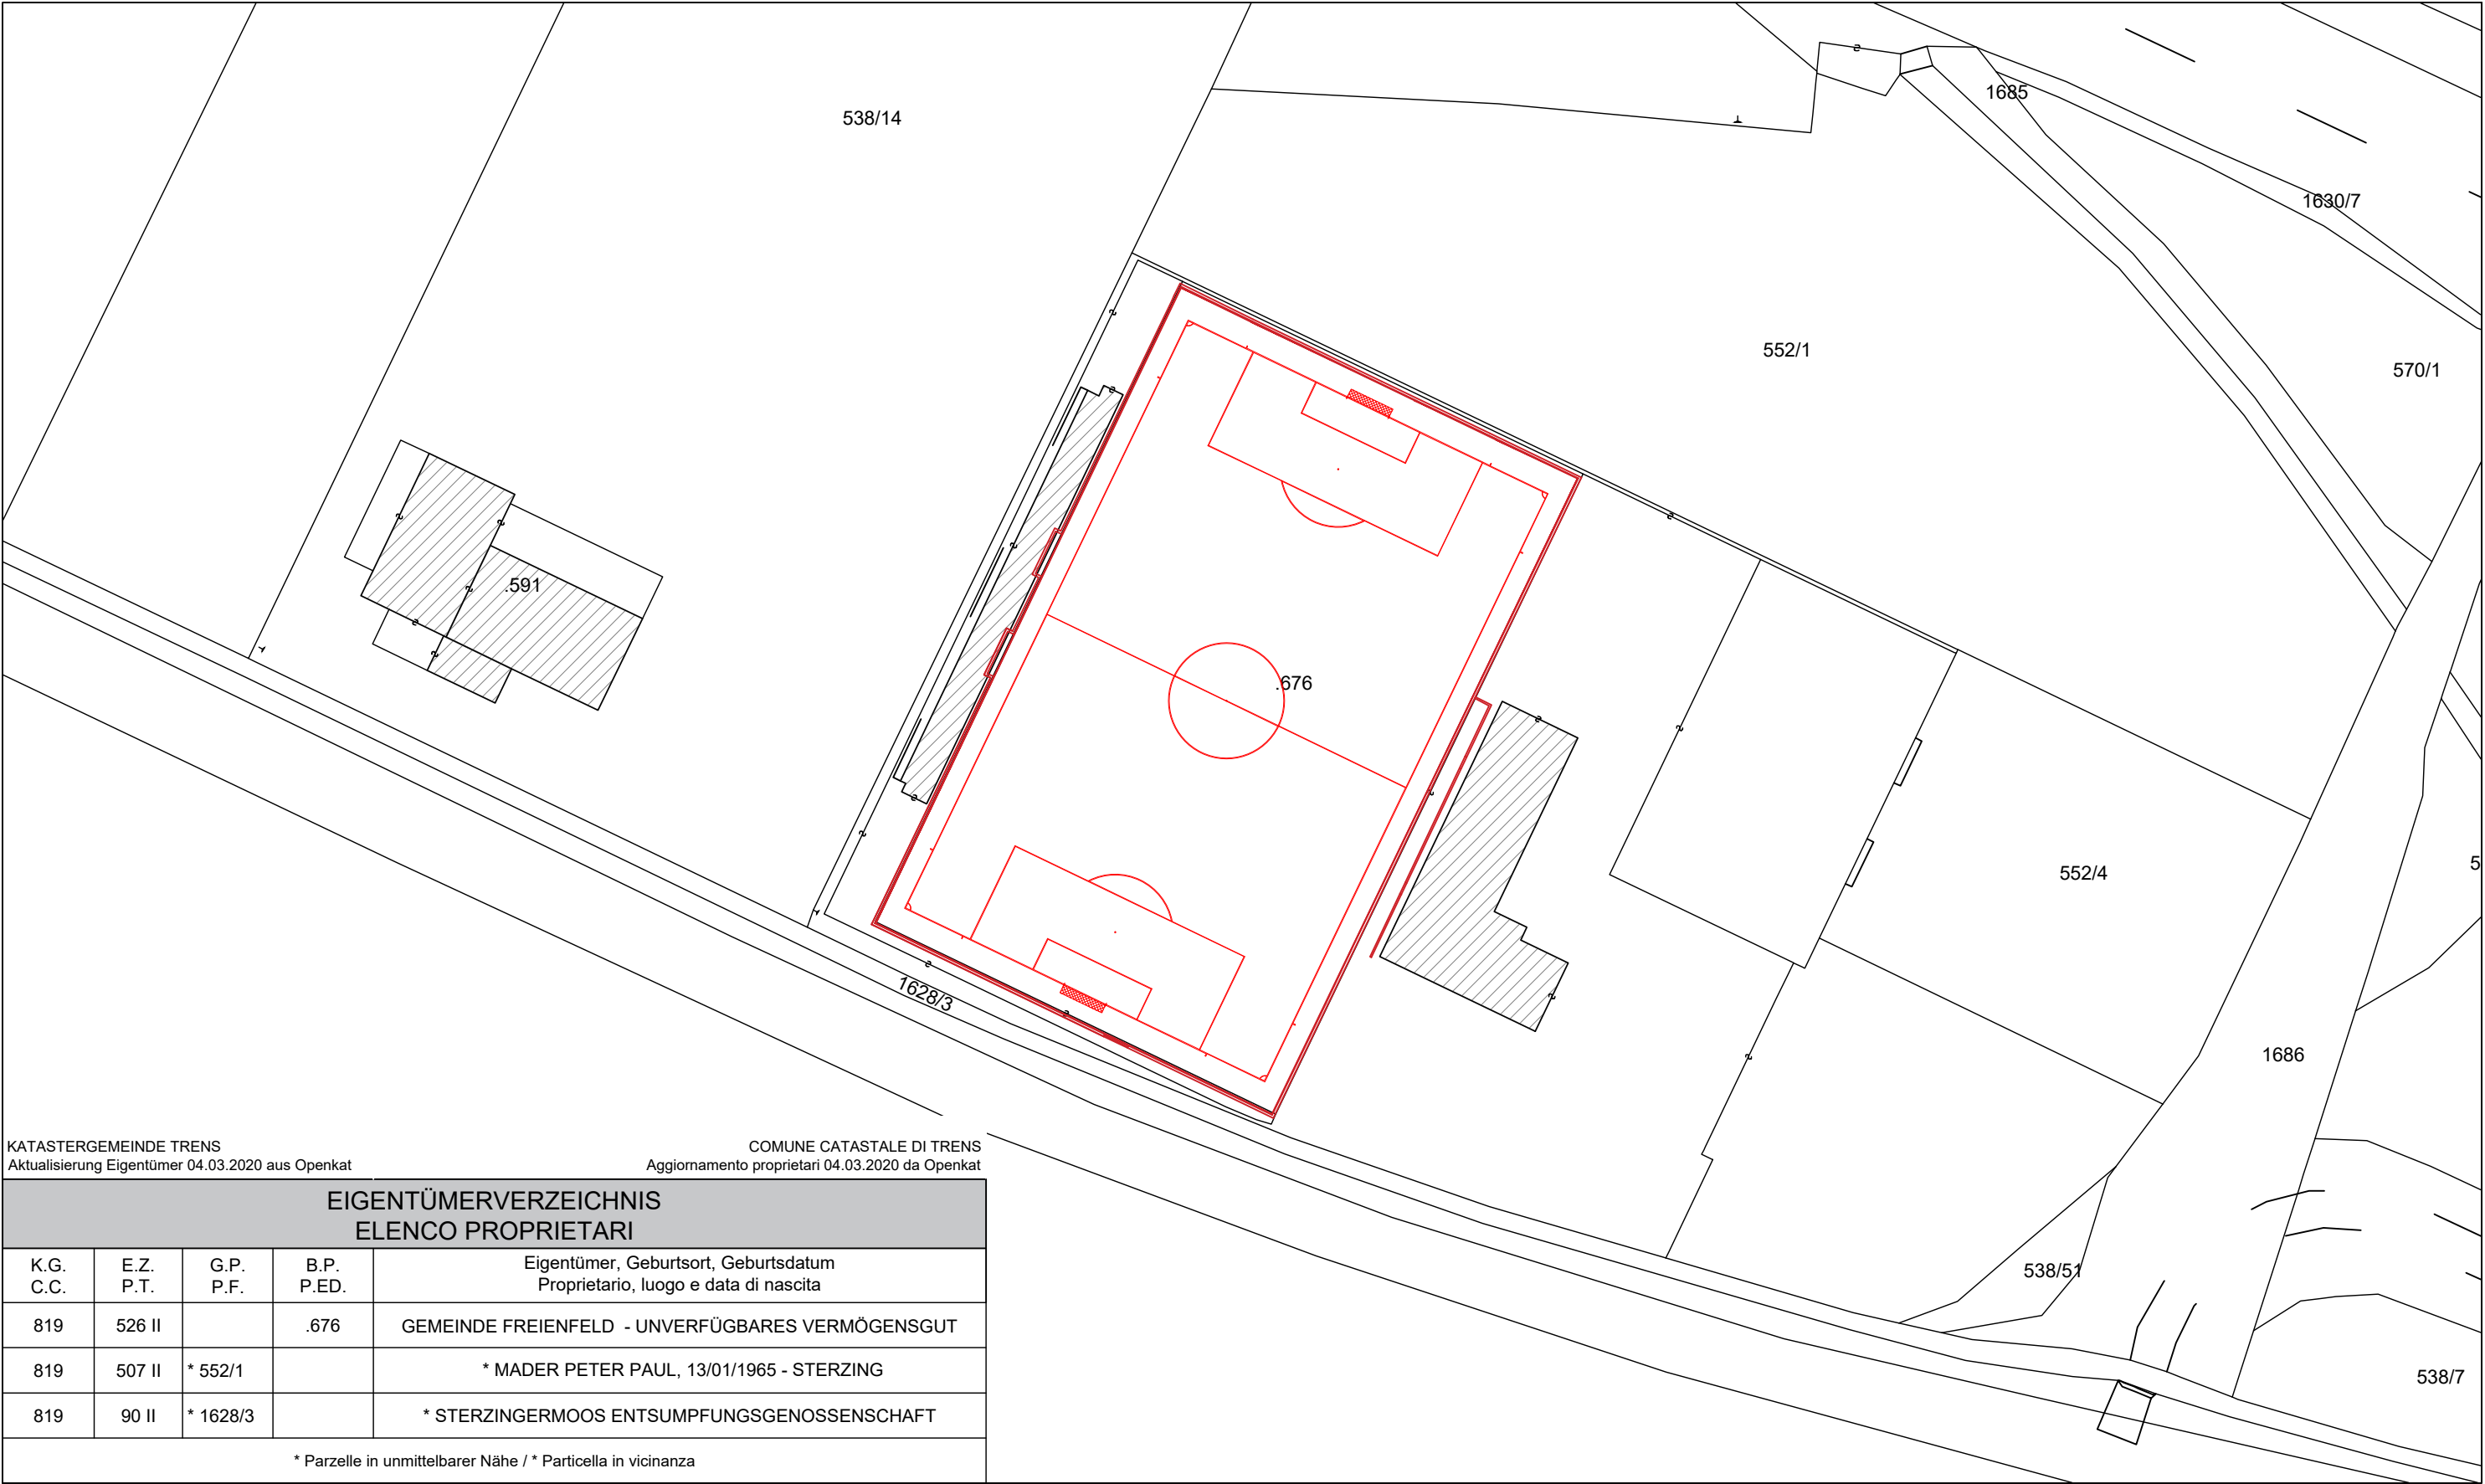 538/14
1685
1630/7
552/1
570/1
.591
.676
552/4
5
1628/3
1686
538/51
538/7
KATASTERGEMEINDE TRENS
Aktualisierung Eigentümer 04.03.2020 aus Openkat
COMUNE CATASTALE DI TRENS
Aggiornamento proprietari 04.03.2020 da Openkat
EIGENTÜMERVERZEICHNIS
ELENCO PROPRIETARI
K.G. E.Z. G.P. B.P. Eigentümer, Geburtsort, Geburtsdatum
C.C. P.T. P.F. P.ED. Proprietario, luogo e data di nascita
819 526 II .676 GEMEINDE FREIENFELD - UNVERFÜGBARES VERMÖGENSGUT
819 507 II * 552/1 * MADER PETER PAUL, 13/01/1965 - STERZING
819 90 II * 1628/3 * STERZINGERMOOS ENTSUMPFUNGSGENOSSENSCHAFT
* Parzelle in unmittelbarer Nähe / * Particella in vicinanza